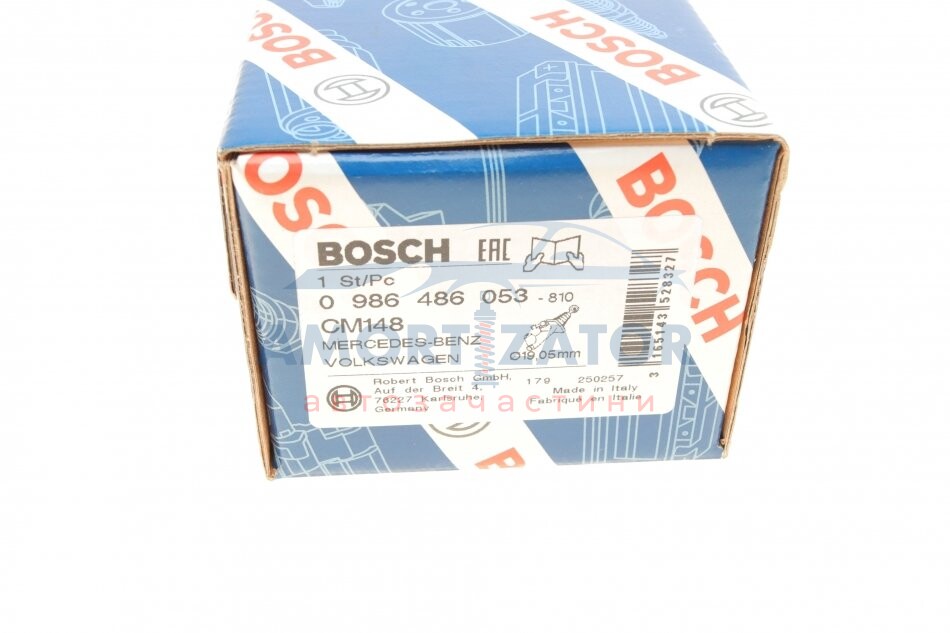 BOSCH
BOSCH
BOSCH
BOSC
BOSCH
BOSCH EAC
1 St/Pc
0 986 486 053 - 810
CM148
MERCEDES-BENZ
VOLKSWAGEN
Ø19,05mm
3 165143 528327
AMORTIZATOR
автозапчастини
Robert Bosch GmbH,
Auf der Breit 4,
76227 Karlsruhe,
Germany
179 250257
Made in Italy
Fabriqué en Italie